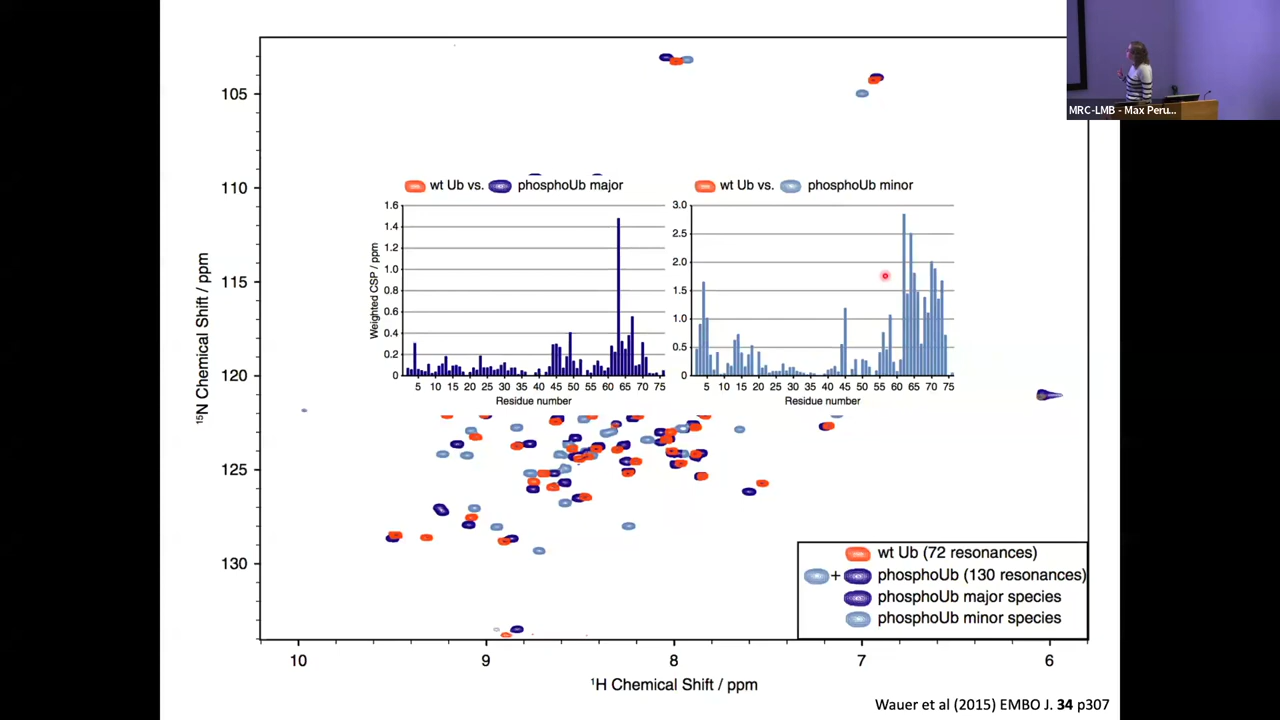 MRC-LMB - Max Peru...
105
110
115
120
125
130
¹⁵N Chemical Shift / ppm
wt Ub vs. phosphoUb major
1.6
1.4
1.2
1.0
0.8
0.6
0.4
0.2
0
Weighted CSP / ppm
5 10 15 20 25 30 35 40 45 50 55 60 65 70 75
Residue number
wt Ub vs. phosphoUb minor
3.0
2.5
2.0
1.5
1.0
0.5
0
5 10 15 20 25 30 35 40 45 50 55 60 65 70 75
Residue number
wt Ub (72 resonances)
+ phosphoUb (130 resonances)
phosphoUb major species
phosphoUb minor species
10 9 8 7 6
¹H Chemical Shift / ppm
Wauer et al (2015) EMBO J. 34 p307